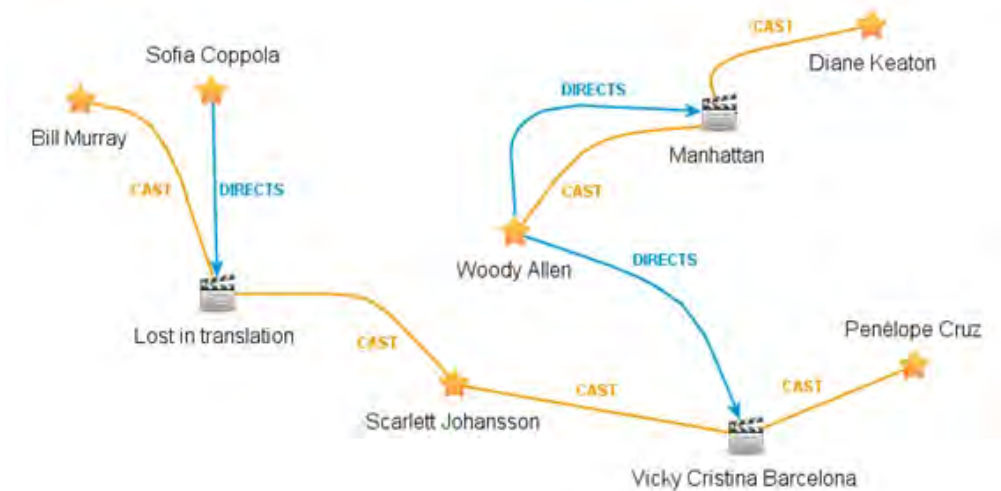 CAST
Sofia Coppola
Diane Keaton
DIRECTS
Bill Murray
Manhattan
CAST
DIRECTS
CAST
Woody Allen
DIRECTS
Lost in translation
CAST
Penélope Cruz
CAST
CAST
Scarlett Johansson
Vicky Cristina Barcelona